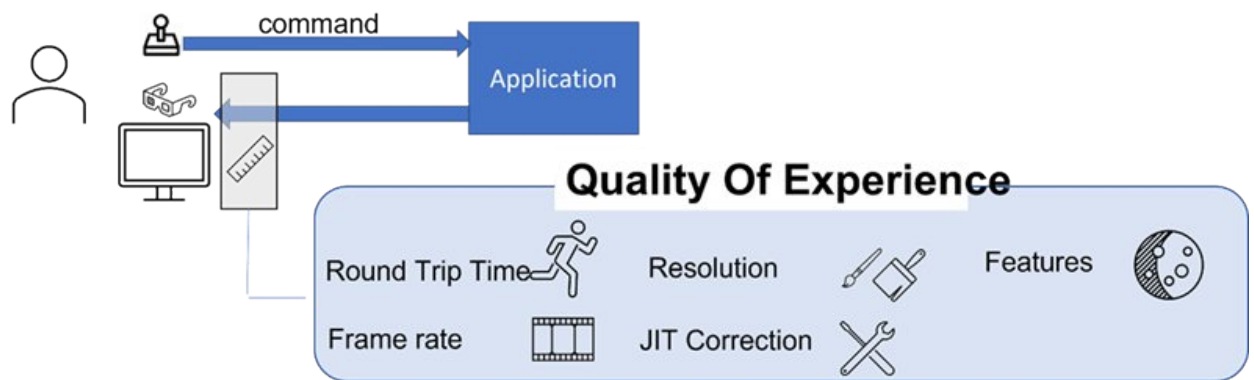 command
Application
Quality Of Experience
Round Trip Time
Resolution
Features
Frame rate
JIT Correction